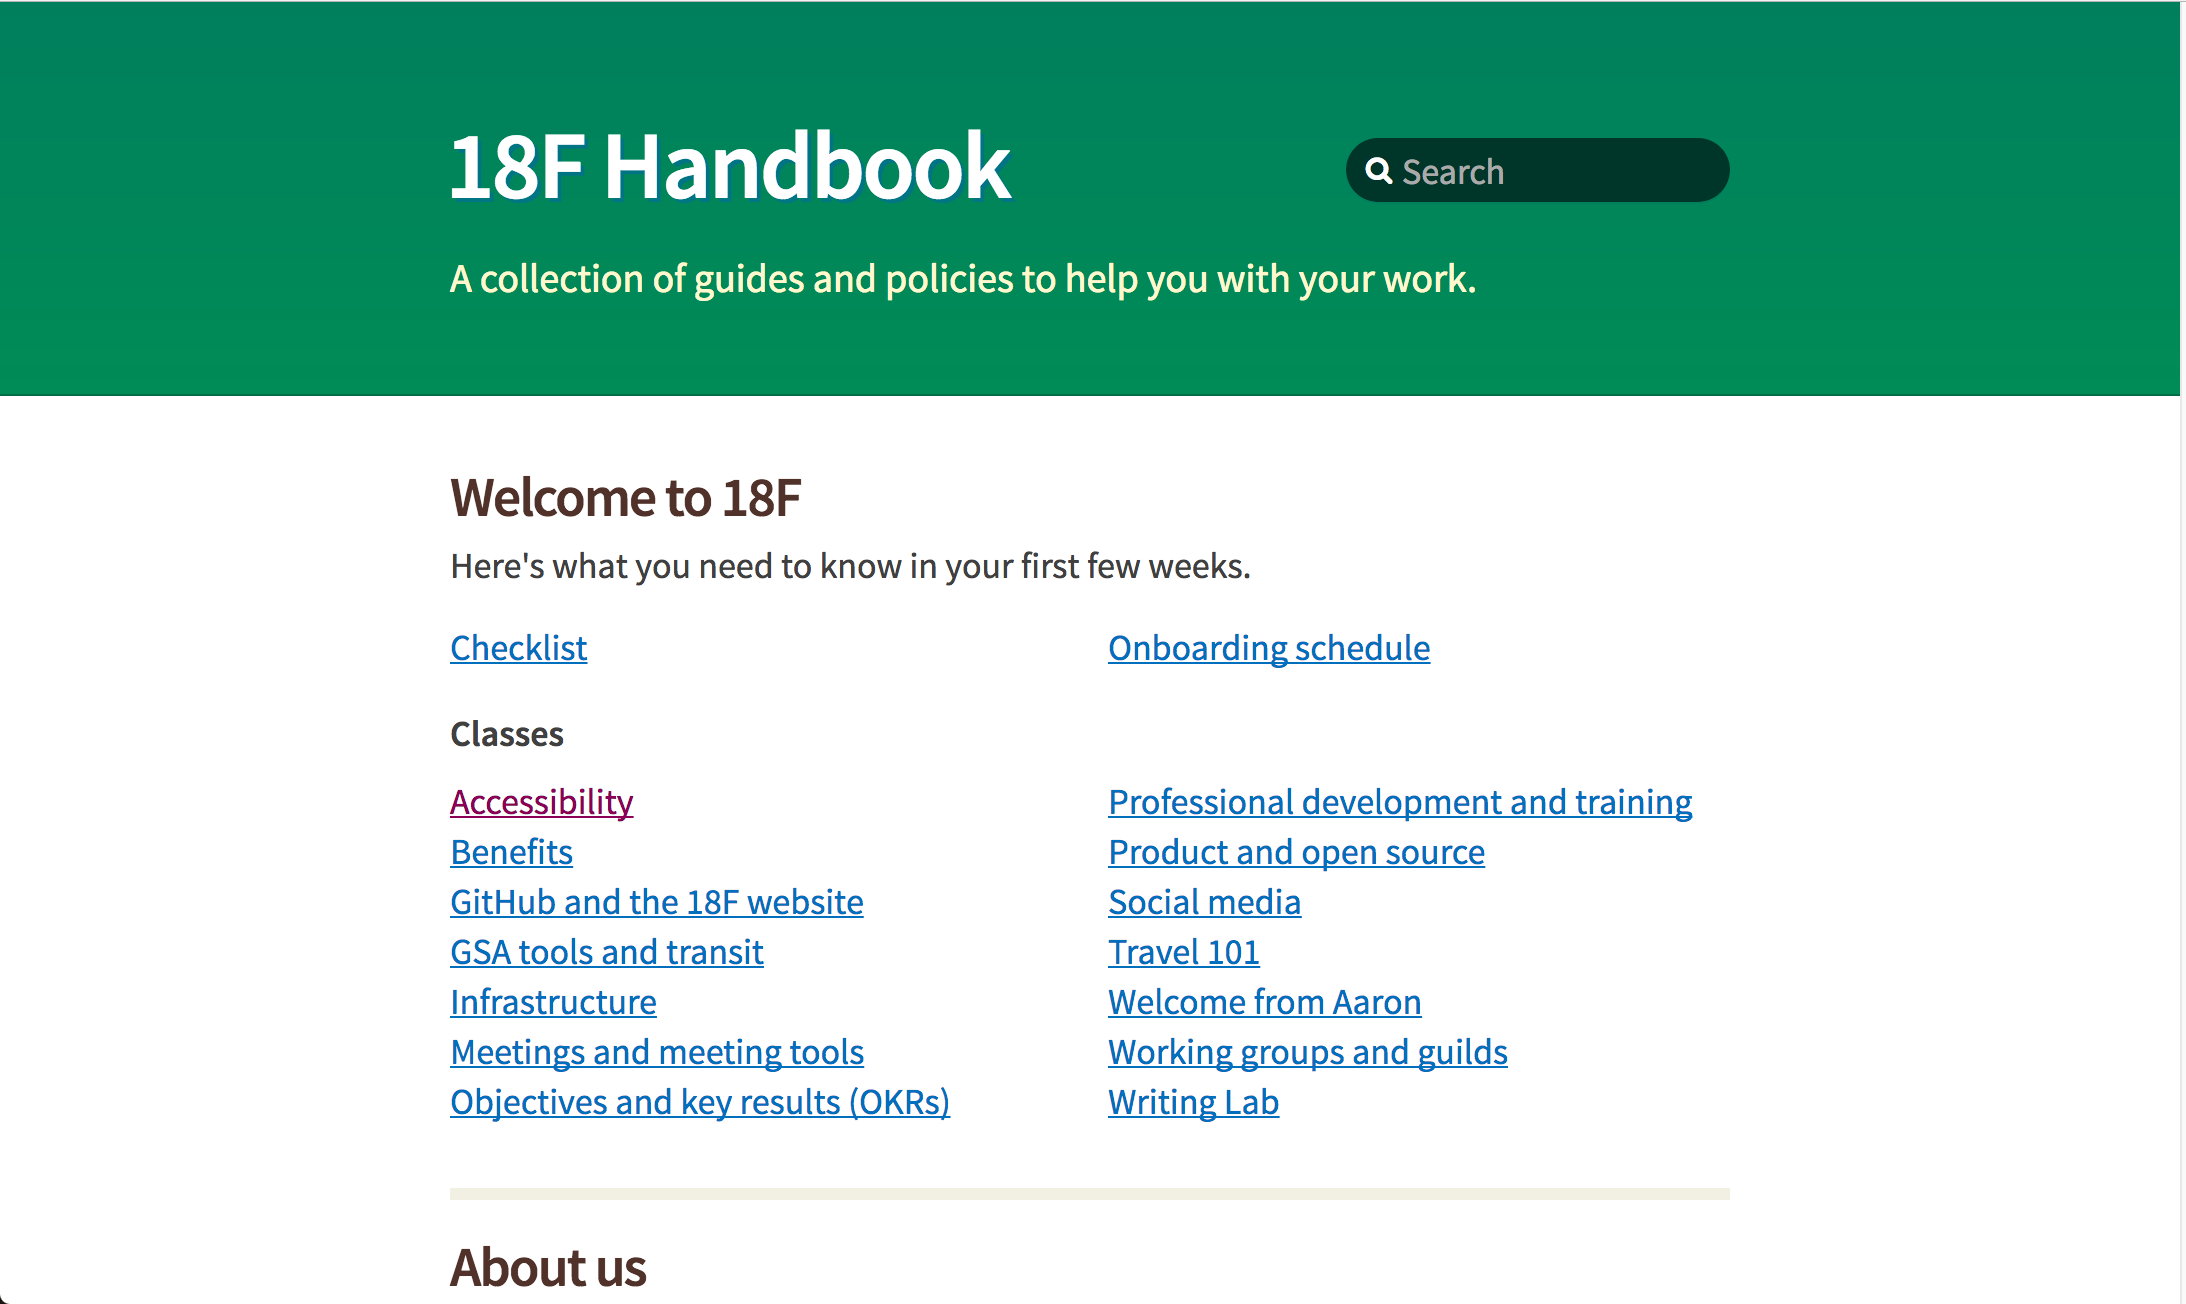 18F Handbook
Search
A collection of guides and policies to help you with your work.
Welcome to 18F
Here's what you need to know in your first few weeks.
Checklist
Onboarding schedule
Classes
Accessibility
Benefits
GitHub and the 18F website
GSA tools and transit
Infrastructure
Meetings and meeting tools
Objectives and key results (OKRs)
Professional development and training
Product and open source
Social media
Travel 101
Welcome from Aaron
Working groups and guilds
Writing Lab
About us